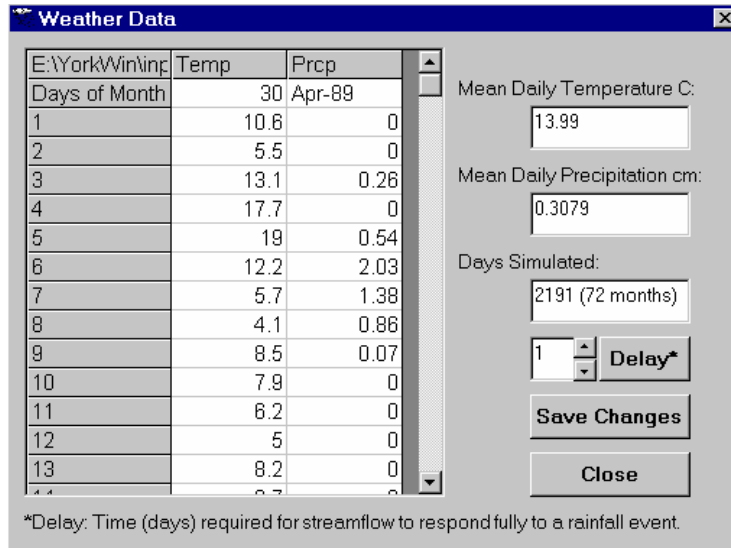 Weather Data
E:\YorkWin\inp Temp Prcp
Days of Month 30 Apr-89
1 10.6 0
2 5.5 0
3 13.1 0.26
4 17.7 0
5 19 0.54
6 12.2 2.03
7 5.7 1.38
8 4.1 0.86
9 8.5 0.07
10 7.9 0
11 6.2 0
12 5 0
13 8.2 0
Mean Daily Temperature C:
13.99
Mean Daily Precipitation cm:
0.3079
Days Simulated:
2191 (72 months)
1 Delay*
Save Changes
Close
*Delay: Time (days) required for streamflow to respond fully to a rainfall event.